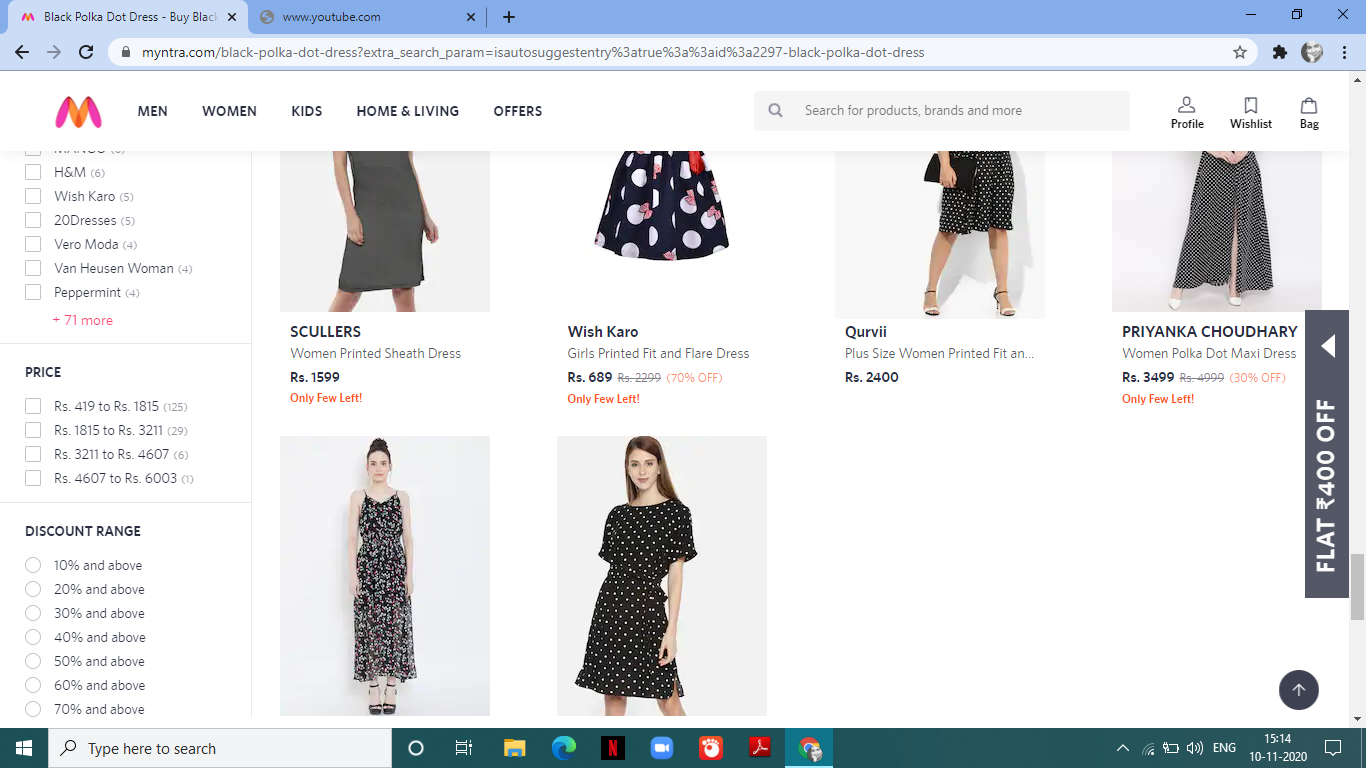 Black Polka Dot Dress - Buy Black
www.youtube.com
myntra.com/black-polka-dot-dress?extra_search_param=isautosuggestentry%3atrue%3a%3aid%3a2297-black-polka-dot-dress
MEN WOMEN KIDS HOME & LIVING OFFERS
Search for products, brands and more
Profile Wishlist Bag
H&M (6)
Wish Karo (5)
20Dresses (5)
Vero Moda (4)
Van Heusen Woman (4)
Peppermint (4)
+ 71 more
PRICE
Rs. 419 to Rs. 1815 (125)
Rs. 1815 to Rs. 3211 (29)
Rs. 3211 to Rs. 4607 (6)
Rs. 4607 to Rs. 6003 (1)
DISCOUNT RANGE
10% and above
20% and above
30% and above
40% and above
50% and above
60% and above
70% and above
SCULLERS
Women Printed Sheath Dress
Rs. 1599
Only Few Left!
Wish Karo
Girls Printed Fit and Flare Dress
Rs. 689 Rs. 2299 (70% OFF)
Only Few Left!
Qurvii
Plus Size Women Printed Fit an...
Rs. 2400
PRIYANKA CHOUDHARY
Women Polka Dot Maxi Dress
Rs. 3499 Rs. 4999 (30% OFF)
Only Few Left!
FLAT ₹400 OFF
Type here to search
N
ENG
15:14
10-11-2020